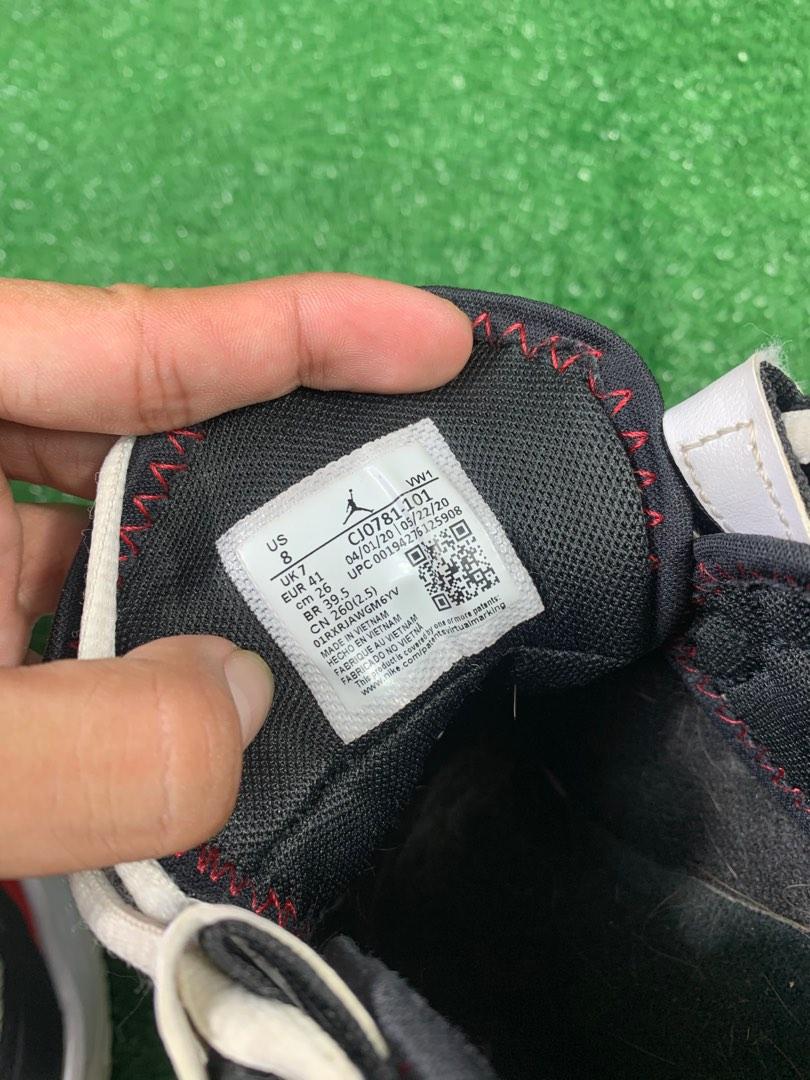 US
8
VW1
CJ0781-101
UK 7
04/01/20 05/22/20
EUR 41
UPC 00194276125908
cm 26
BR 39.5
CN 260(2.5)
01RXRJAWGM6YV
MADE IN VIETNAM
HECHO EN VIETNAM
FABRIQUE AU VIETNAM
FABRICADO NO VIETNA
This product is covered by one or more patents:
www.nike.com/patentsvirtualmarking